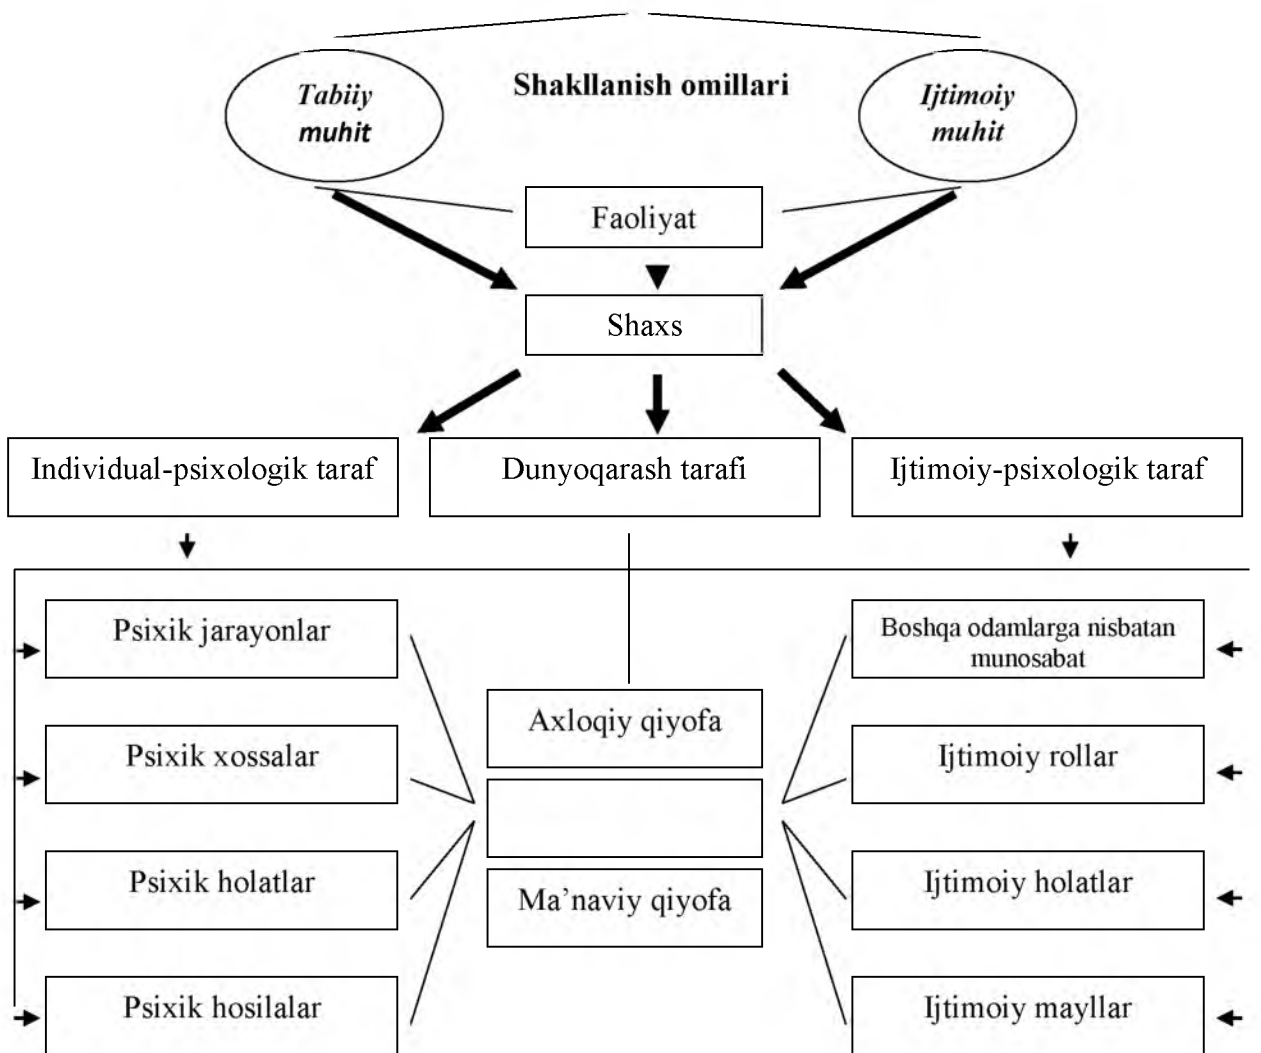 Shakllanish omillari
Tabiiy
muhit
Ijtimoiy
muhit
Faoliyat
Shaxs
Individual-psixologik taraf
Dunyoqarash tarafi
Ijtimoiy-psixologik taraf
Psixik jarayonlar
Boshqa odamlarga nisbatan
munosabat
Axloqiy qiyofa
Psixik xossalar
Ijtimoiy rollar
Psixik holatlar
Ma’naviy qiyofa
Ijtimoiy holatlar
Psixik hosilalar
Ijtimoiy mayllar